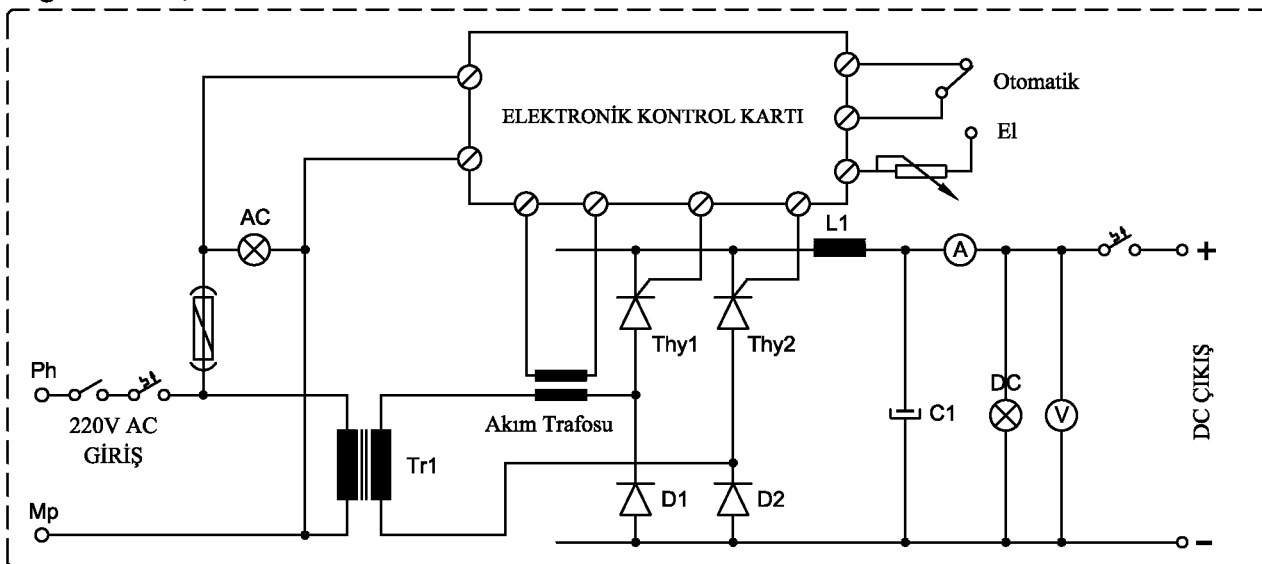 ELEKTRONİK KONTROL KARTI
Otomatik
El
AC
L1
A
+
Thy1
Thy2
Ph
220V AC
GİRİŞ
Akım Trafosu
Tr1
C1
DC
V
DC ÇIKIŞ
D1
D2
Mp
-